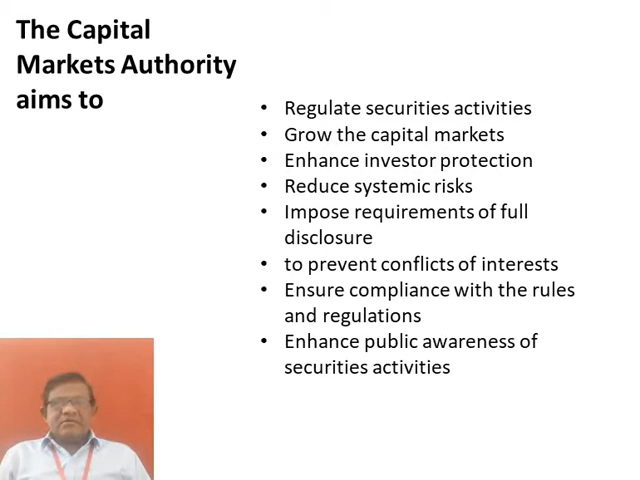 The Capital
Markets Authority
aims to
• Regulate securities activities
• Grow the capital markets
• Enhance investor protection
• Reduce systemic risks
• Impose requirements of full
disclosure
• to prevent conflicts of interests
• Ensure compliance with the rules
and regulations
• Enhance public awareness of
securities activities